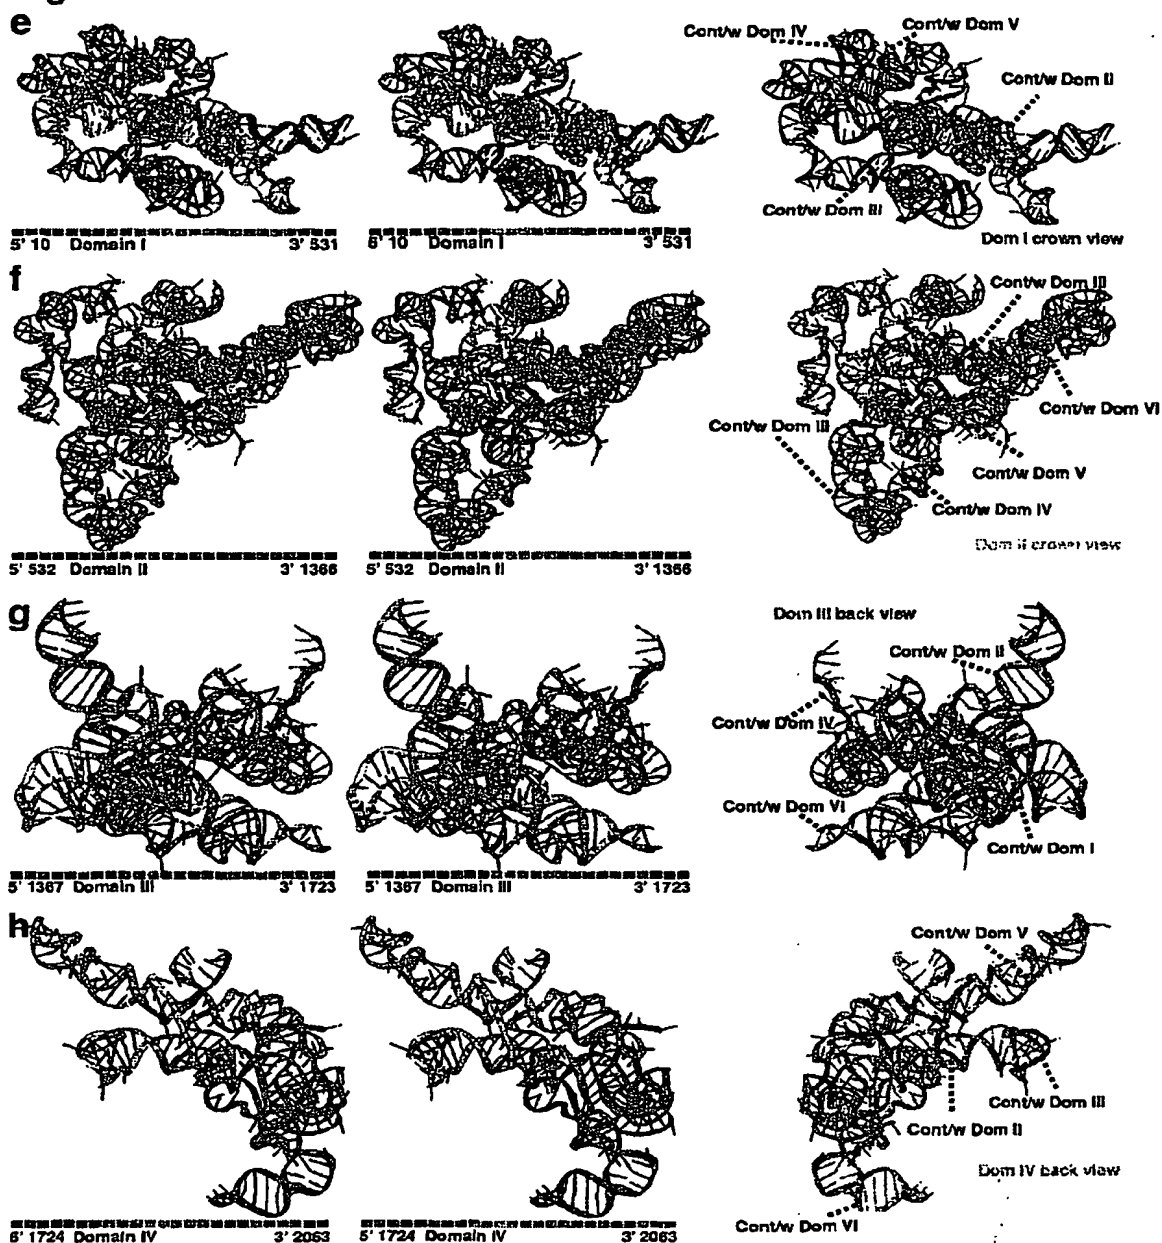 e
Cont/w Dom IV
Cont/w Dom V
Cont/w Dom II
Cont/w Dom III
5' 10 Domain I 3' 531
6' 10 Domain I 3' 531
Dom I crown view
f
Cont/w Dom III
Cont/w Dom VI
Cont/w Dom III
Cont/w Dom V
Cont/w Dom IV
Dom II crown view
5' 532 Domain II 3' 1366
5' 532 Domain II 3' 1366
g
Dom III back view
Cont/w Dom II
Cont/w Dom IV
Cont/w Dom VI
Cont/w Dom I
5' 1367 Domain III 3' 1723
5' 1367 Domain III 3' 1723
h
Cont/w Dom V
Cont/w Dom III
Cont/w Dom II
Dom IV back view
Cont/w Dom VI
6' 1724 Domain IV 3' 2053
5' 1724 Domain IV 3' 2063